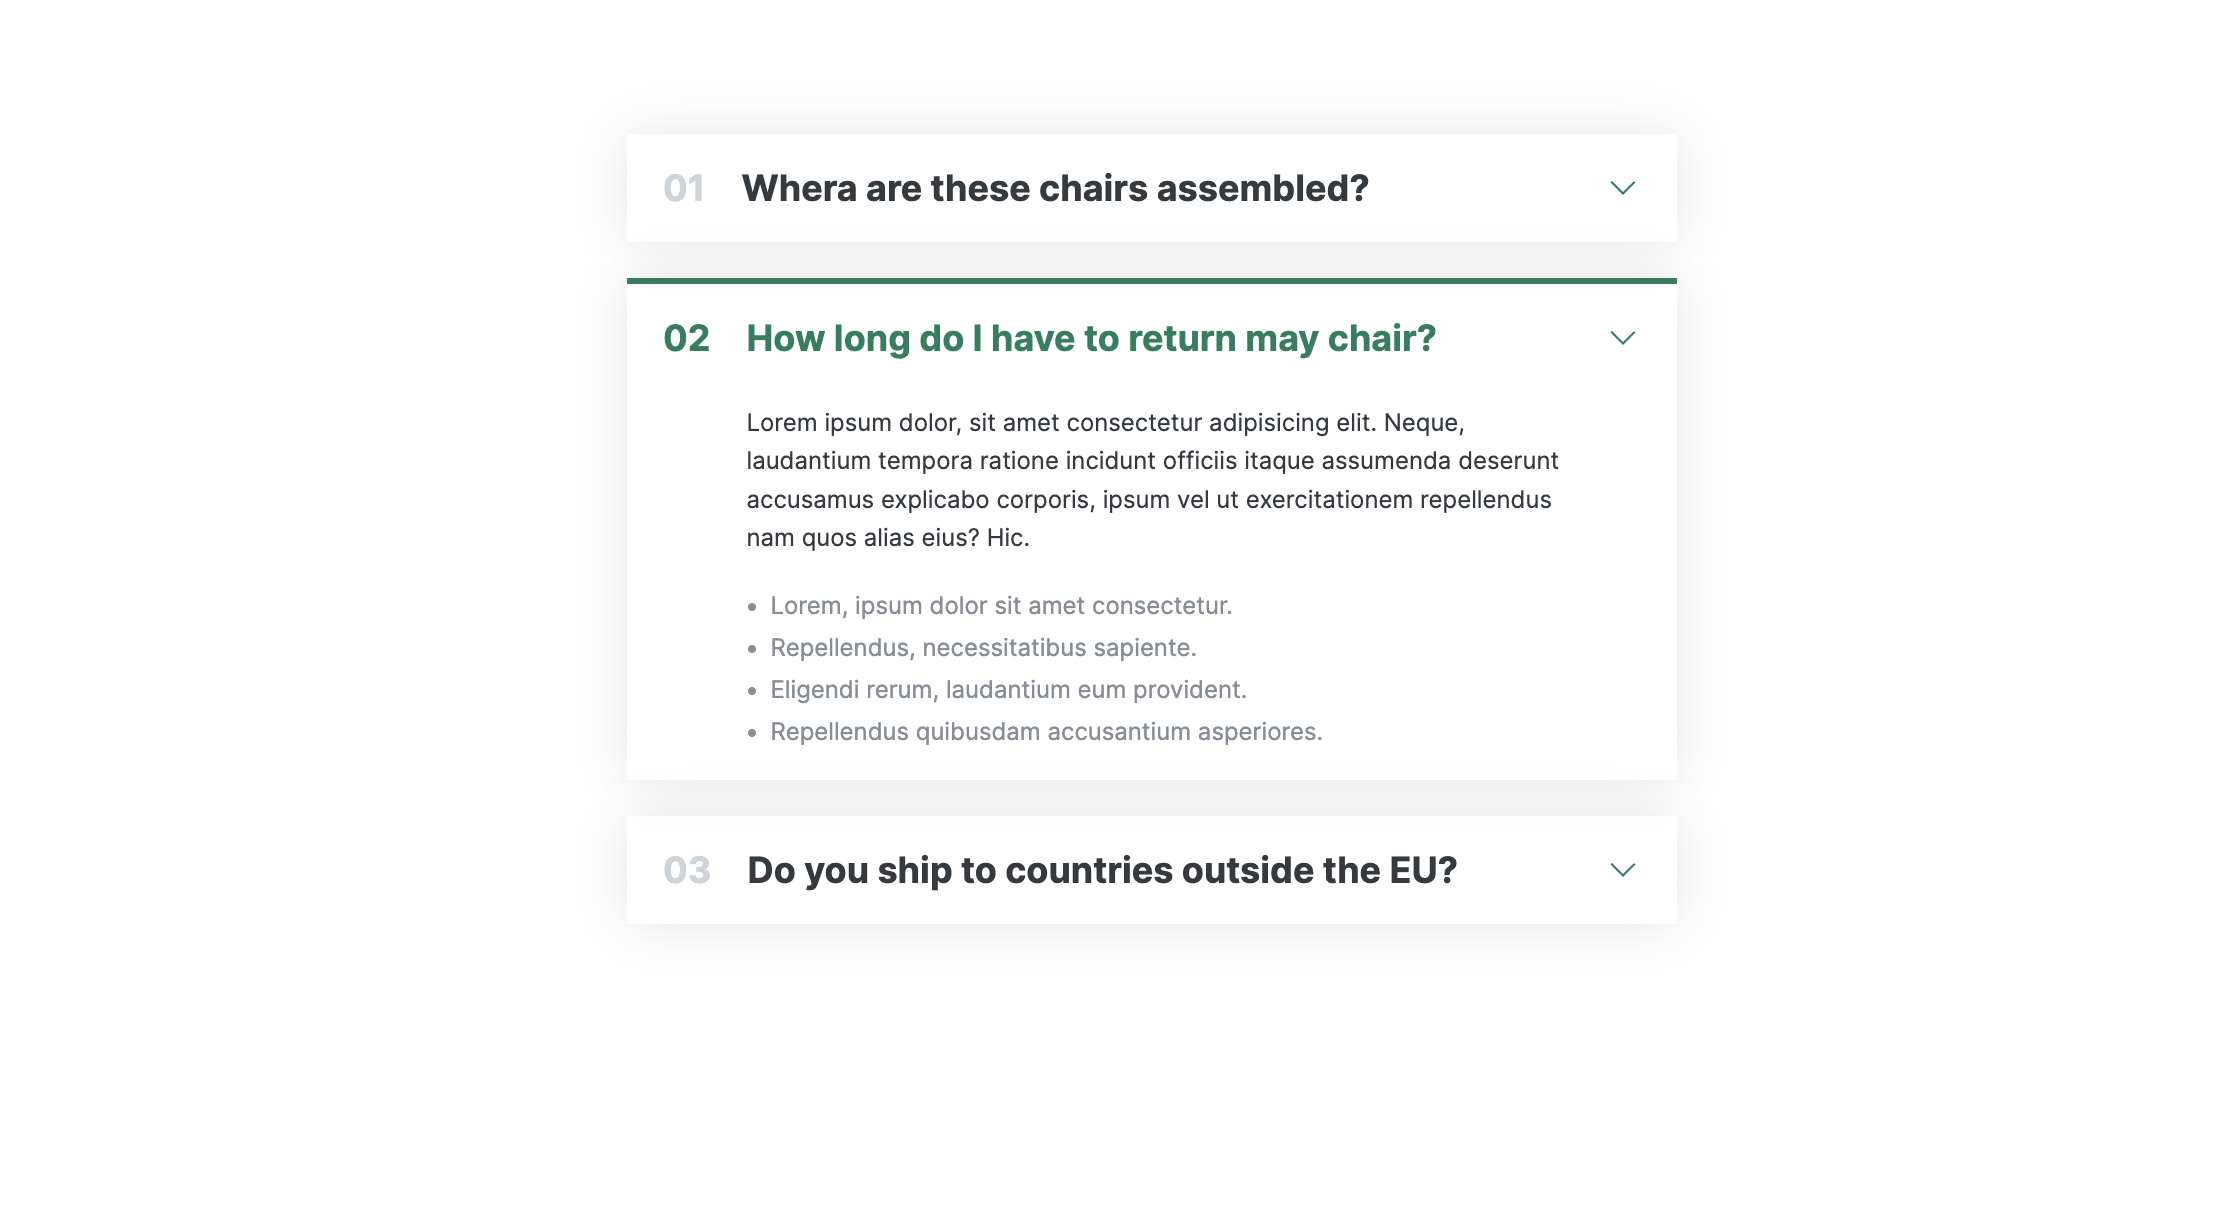 01 Whera are these chairs assembled?
02 How long do I have to return may chair?
Lorem ipsum dolor, sit amet consectetur adipisicing elit. Neque,
laudantium tempora ratione incidunt officiis itaque assumenda deserunt
accusamus explicabo corporis, ipsum vel ut exercitationem repellendus
nam quos alias eius? Hic.
• Lorem, ipsum dolor sit amet consectetur.
• Repellendus, necessitatibus sapiente.
• Eligendi rerum, laudantium eum provident.
• Repellendus quibusdam accusantium asperiores.
03 Do you ship to countries outside the EU?